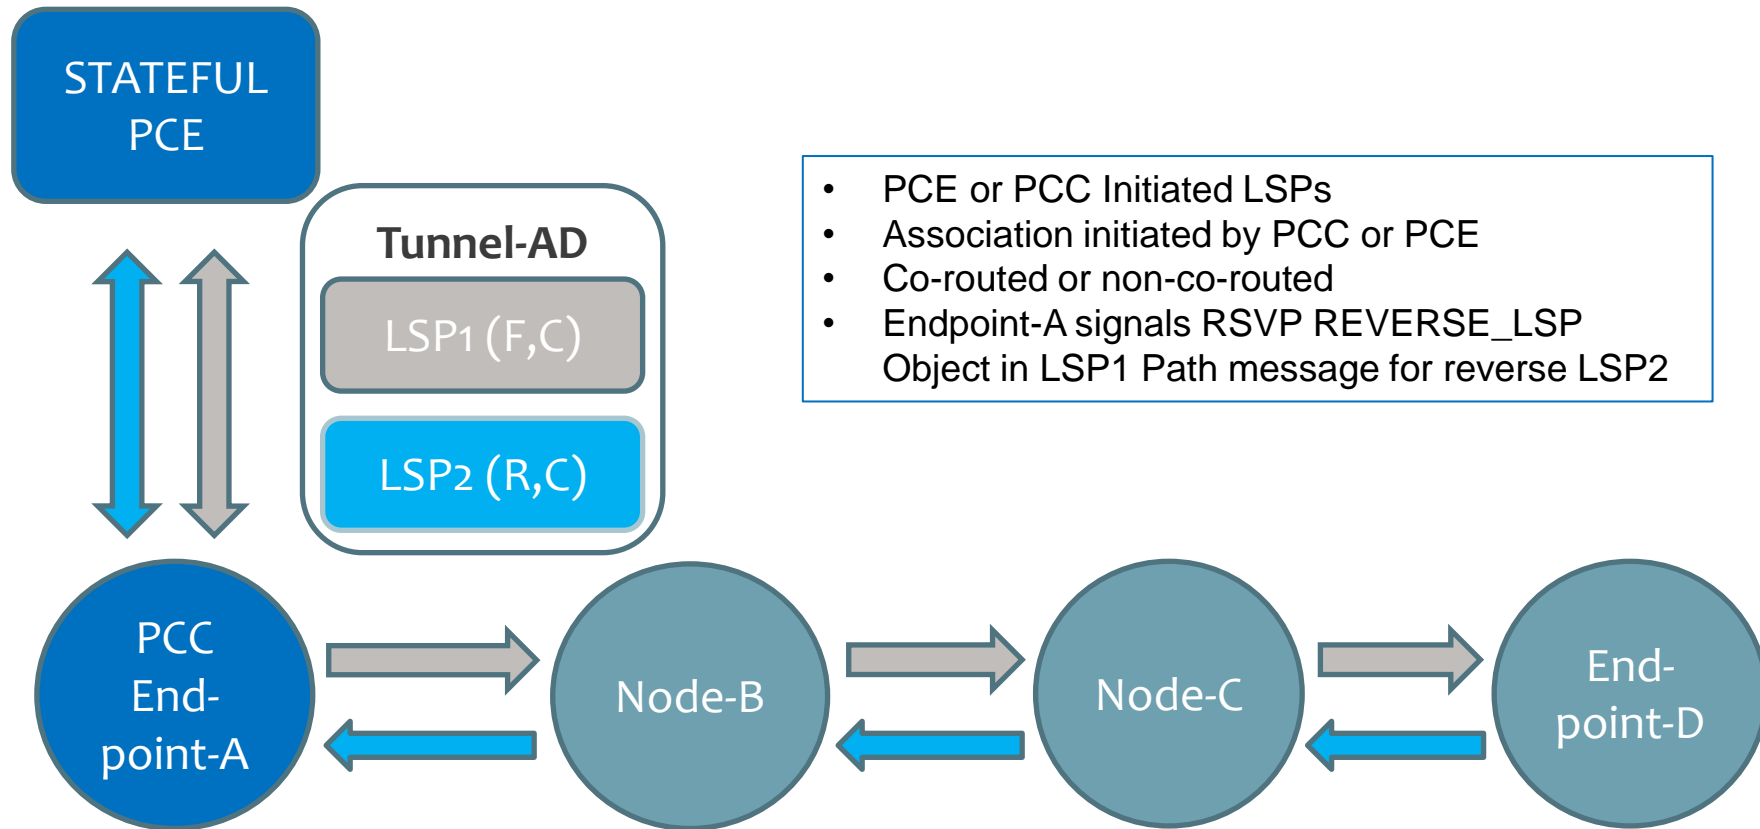 STATEFUL
PCE
Tunnel-AD
LSP1 (F,C)
LSP2 (R,C)
• PCE or PCC Initiated LSPs
• Association initiated by PCC or PCE
• Co-routed or non-co-routed
• Endpoint-A signals RSVP REVERSE_LSP
Object in LSP1 Path message for reverse LSP2
PCC
End-
point-A
Node-B
Node-C
End-
point-D